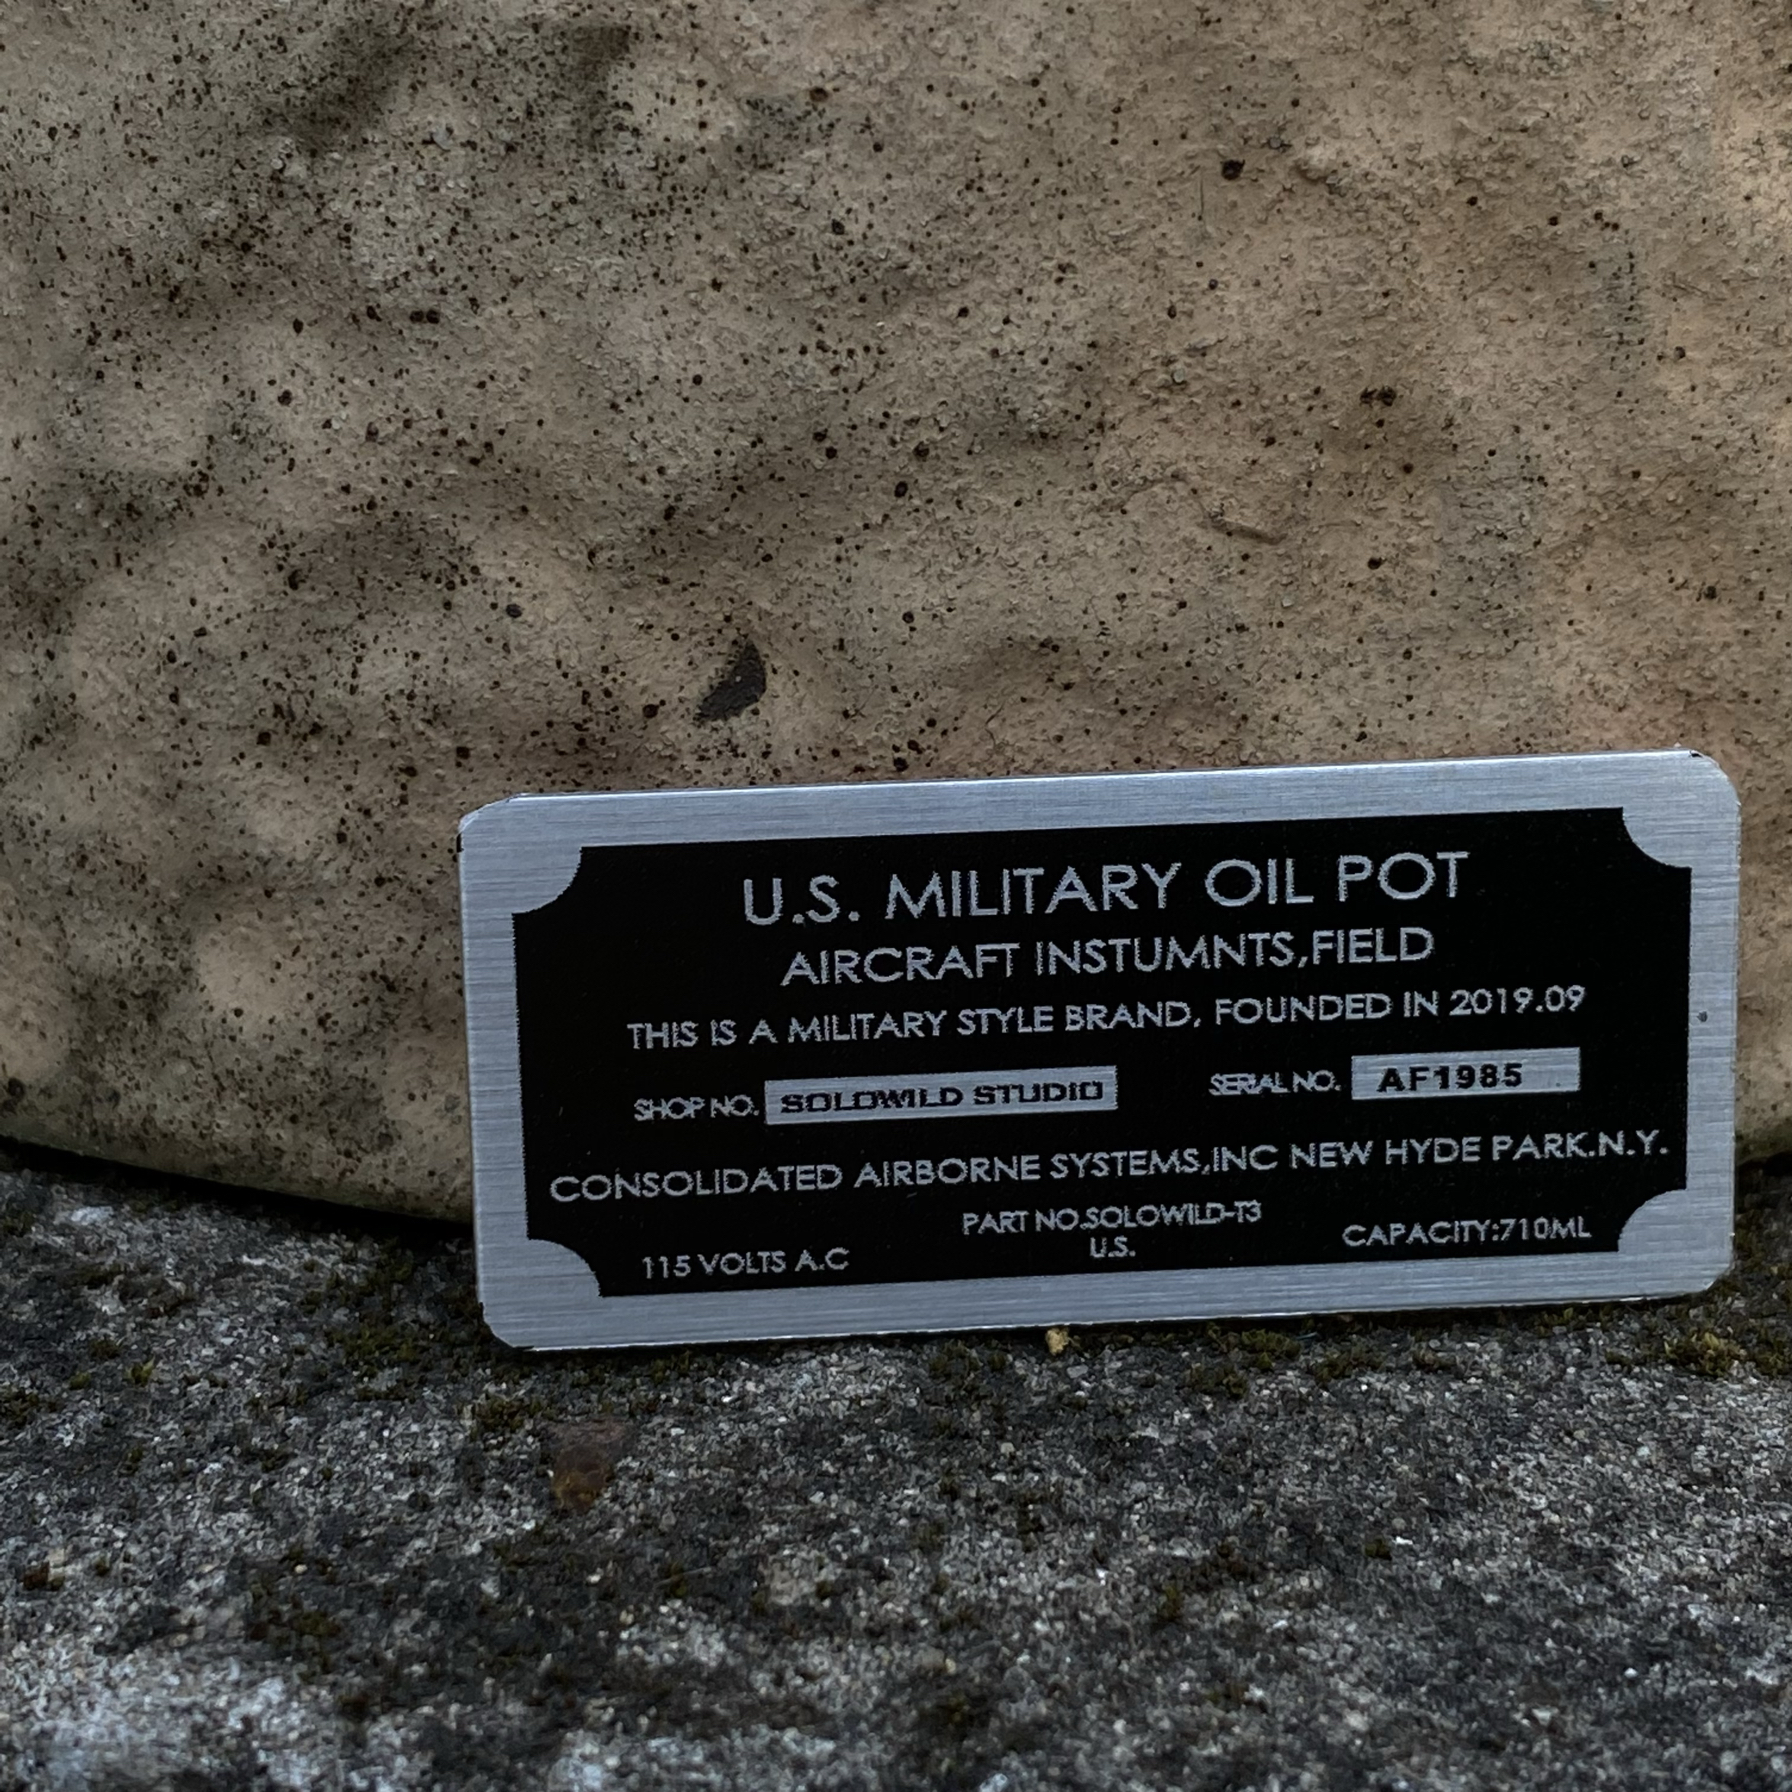 U.S. MILITARY OIL POT
AIRCRAFT INSTUMNTS,FIELD
THIS IS A MILITARY STYLE BRAND, FOUNDED IN 2019.09
SHOP NO. SOLOWILD STUDIO SERIAL NO. AF1985
CONSOLIDATED AIRBORNE SYSTEMS,INC NEW HYDE PARK.N.Y.
PART NO.SOLOWILD-T3
115 VOLTS A.C U.S. CAPACITY:710ML